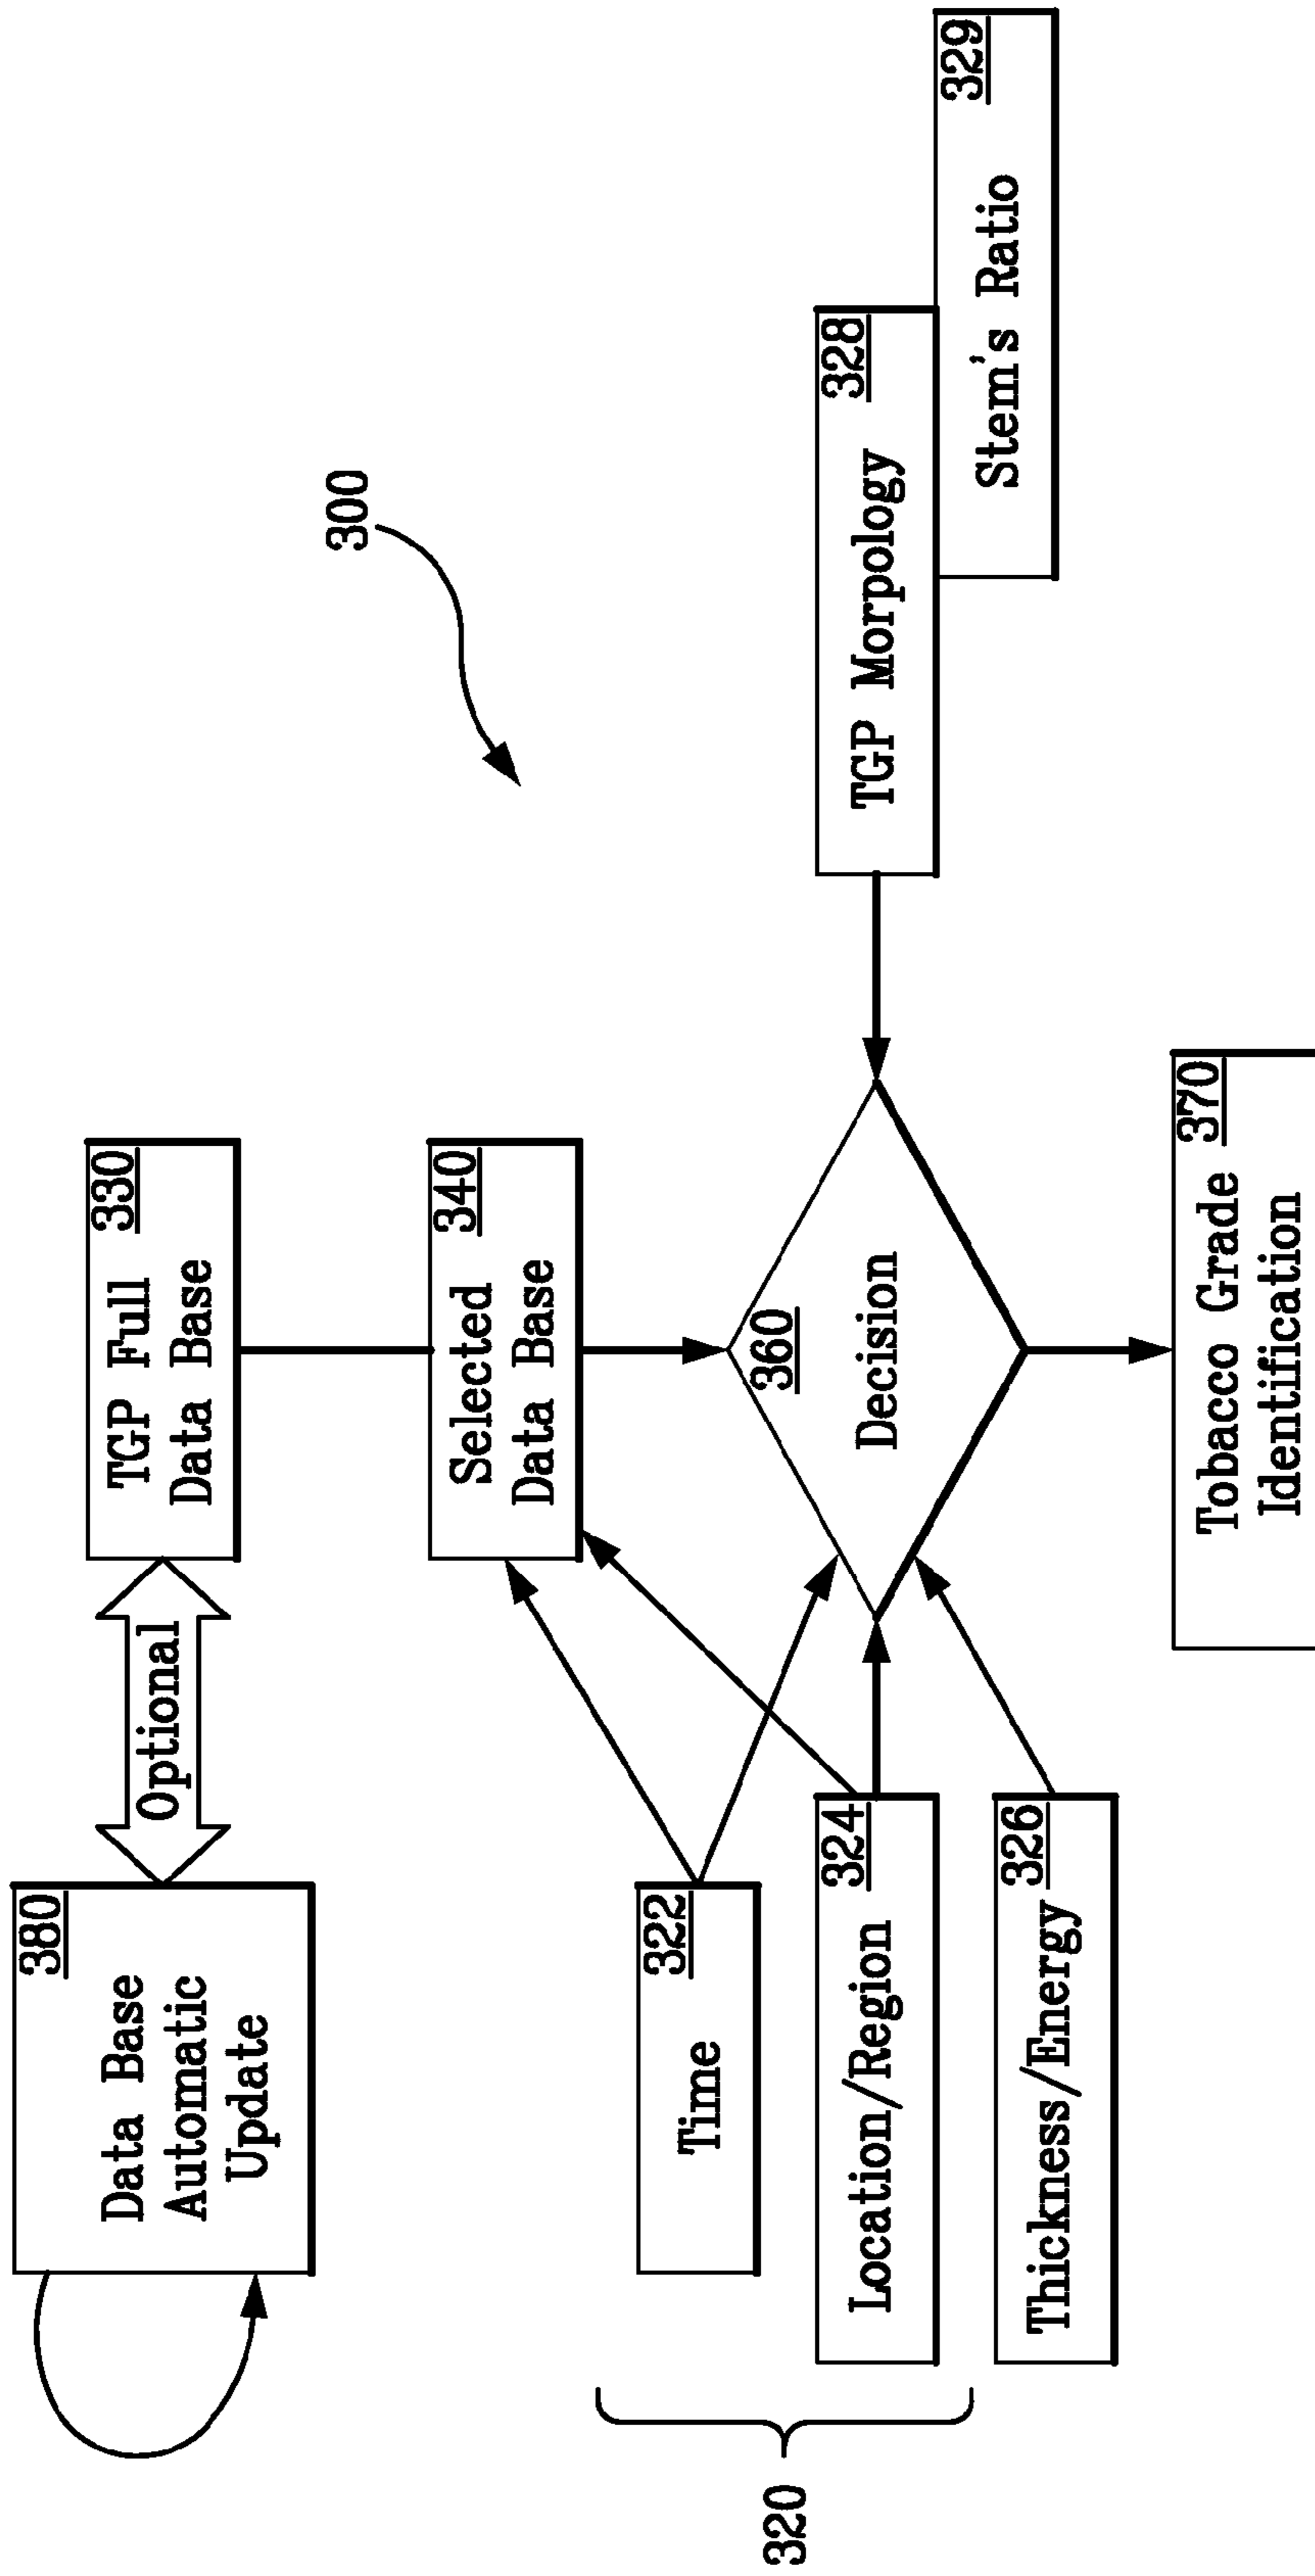 380
Data Base
Automatic
Update
Optional
330
TGP Full
Data Base
300
340
Selected
Data Base
320
322
Time
324
Location/Region
326
Thickness/Energy
360
Decision
328
TGP Morpology
329
Stem's Ratio
370
Tobacco Grade
Identification